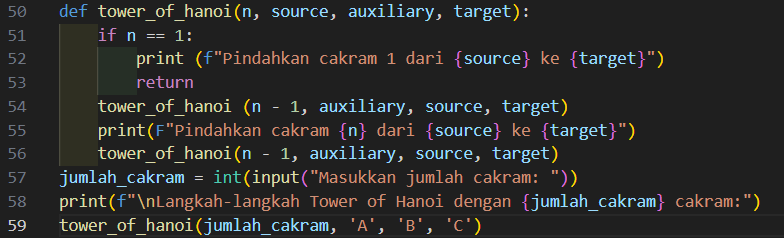 50 def tower_of_hanoi(n, source, auxiliary, target):
51     if n == 1:
52         print (f"Pindahkan cakram 1 dari {source} ke {target}")
53         return
54     tower_of_hanoi (n - 1, auxiliary, source, target)
55     print(F"Pindahkan cakram {n} dari {source} ke {target}")
56     tower_of_hanoi(n - 1, auxiliary, source, target)
57 jumlah_cakram = int(input("Masukkan jumlah cakram: "))
58 print(f"\nLangkah-langkah Tower of Hanoi dengan {jumlah_cakram} cakram:")
59 tower_of_hanoi(jumlah_cakram, 'A', 'B', 'C')